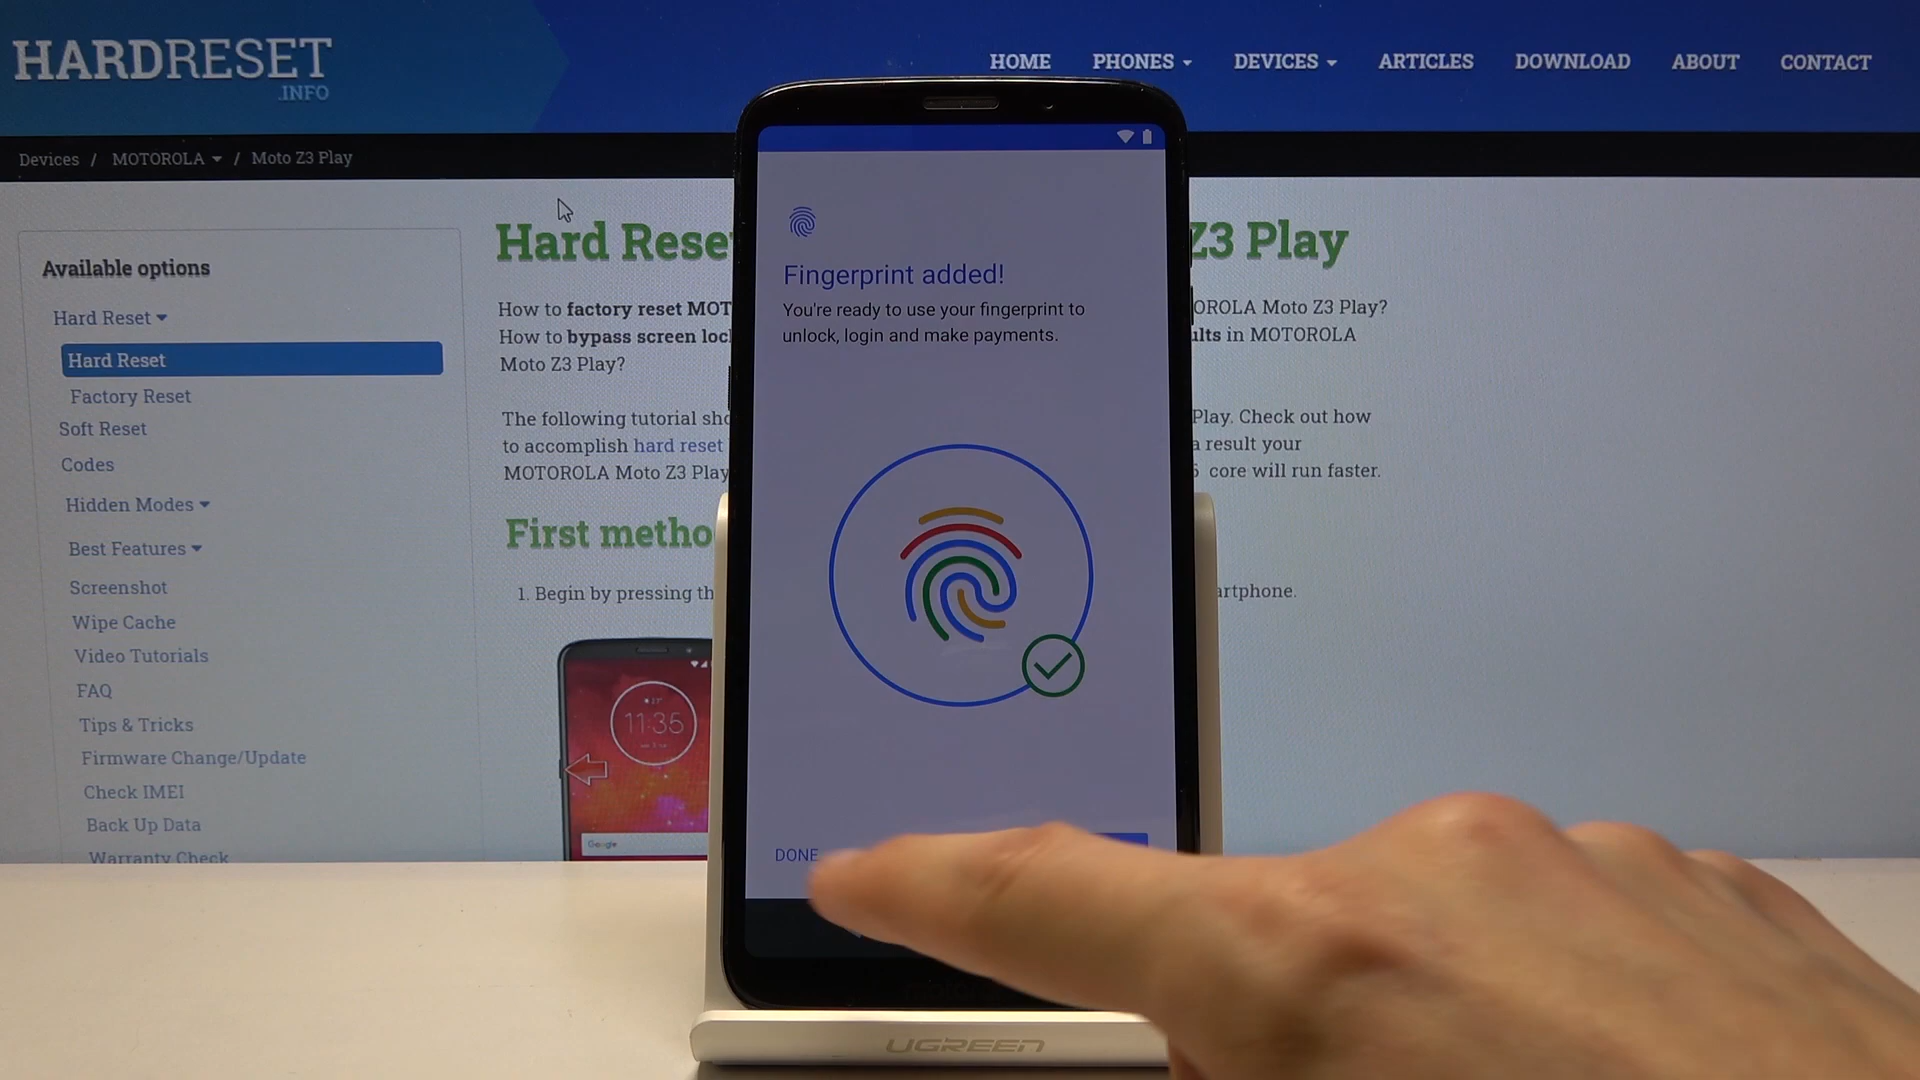 HARDRESET
.INFO
HOME PHONES DEVICES ARTICLES DOWNLOAD ABOUT CONTACT
Devices / MOTOROLA / Moto Z3 Play
Available options
Hard Reset
Hard Reset
Factory Reset
Soft Reset
Codes
Hidden Modes
Best Features
Screenshot
Wipe Cache
Video Tutorials
FAQ
Tips & Tricks
Firmware Change/Update
Check IMEI
Back Up Data
Warranty Check
Hard Rese Z3 Play
How to factory reset MOT OROLA Moto Z3 Play?
How to bypass screen loc ults in MOTOROLA
Moto Z3 Play?
The following tutorial sho Play. Check out how
to accomplish hard reset a result your
MOTOROLA Moto Z3 Play core will run faster.
First metho
1. Begin by pressing th artphone.
11:35
Google
Fingerprint added!
You're ready to use your fingerprint to
unlock, login and make payments.
DONE
UGREEN